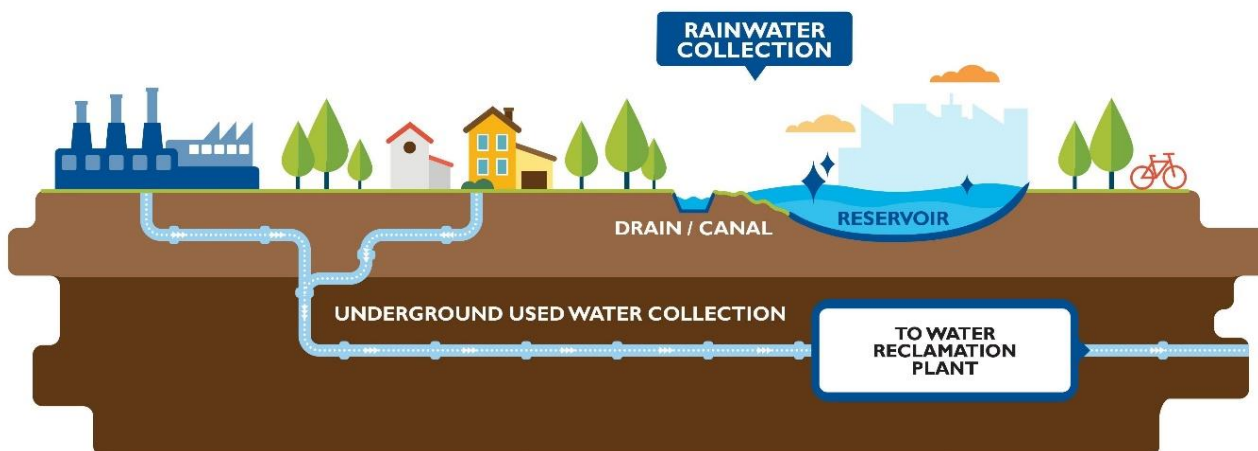 RAINWATER
COLLECTION
DRAIN / CANAL
RESERVOIR
UNDERGROUND USED WATER COLLECTION
TO WATER
RECLAMATION
PLANT